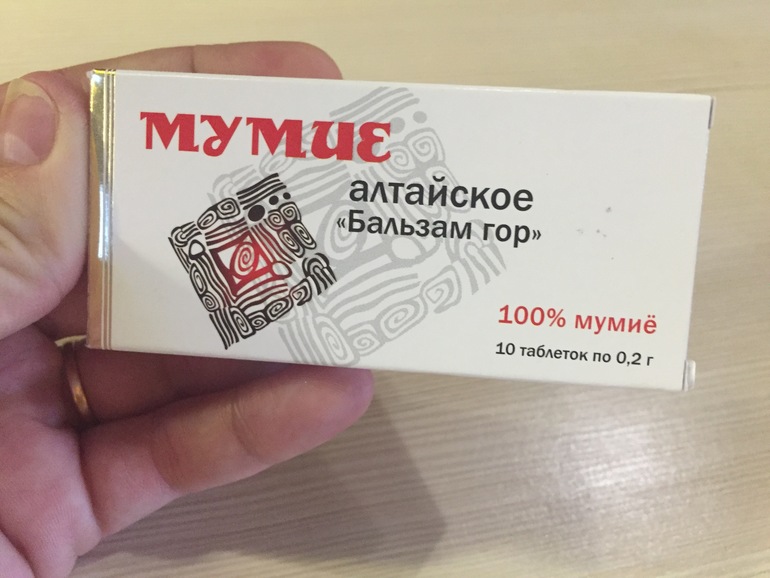 мумие
алтайское
«Бальзам гор»
100% мумиё
10 таблеток по 0,2 г